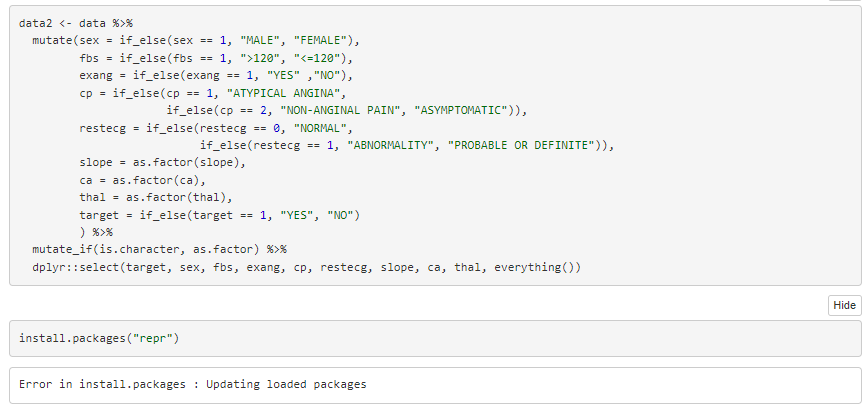 data2 <- data %>%
mutate(sex = if_else(sex == 1, "MALE", "FEMALE"),
fbs = if_else(fbs == 1, ">120", "<=120"),
exang = if_else(exang == 1, "YES" ,"NO"),
cp = if_else(cp == 1, "ATYPICAL ANGINA",
if_else(cp == 2, "NON-ANGINAL PAIN", "ASYMPTOMATIC")),
restecg = if_else(restecg == 0, "NORMAL",
if_else(restecg == 1, "ABNORMALITY", "PROBABLE OR DEFINITE")),
slope = as.factor(slope),
ca = as.factor(ca),
thal = as.factor(thal),
target = if_else(target == 1, "YES", "NO")
) %>%
mutate_if(is.character, as.factor) %>%
dplyr::select(target, sex, fbs, exang, cp, restecg, slope, ca, thal, everything())
Hide
install.packages("repr")
Error in install.packages : Updating loaded packages